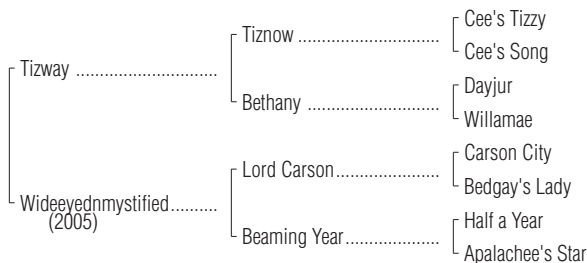 Cee's Tizzy
Tiznow ..................................
Cee's Song
Tizway ..................................
Dayjur
Bethany ................................
Willamae
Carson City
Lord Carson.........................
Bedgay's Lady
Wideeyednmystified...........
(2005)
Half a Year
Beaming Year......................
Apalachee's Star